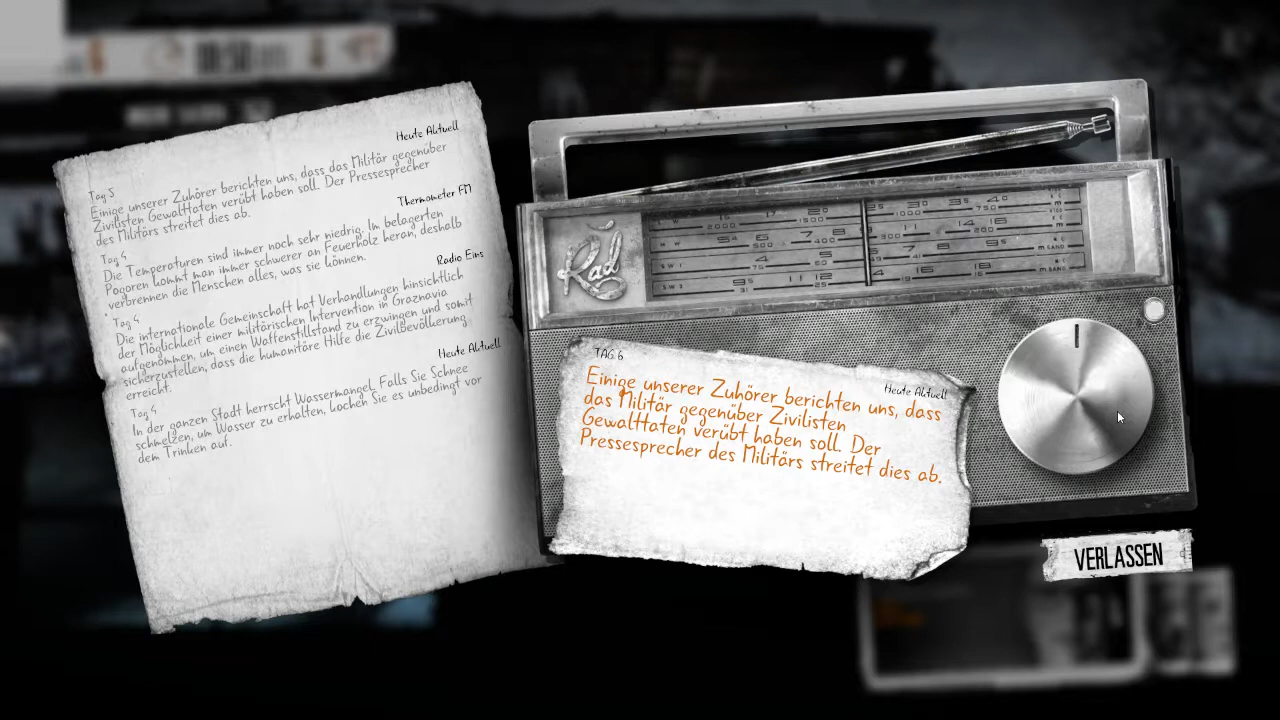 Heute Aktuell
Tag 5
Einige unserer Zuhörer berichten uns, dass das Militär gegenüber
Zivilisten Gewalttaten verübt haben soll. Der Pressesprecher
des Militärs streitet dies ab.
Thermometer FM
Tag 4
Die Temperaturen sind immer noch sehr niedrig. Im belagerten
Pogoren kommt man immer schwerer an Feuerholz heran, deshalb
verbrennen die Menschen alles, was sie können.
Radio Eins
Tag 4
Die internationale Gemeinschaft hat Verhandlungen hinsichtlich
der Möglichkeit einer militärischen Intervention in Graznavia
aufgenommen, um einen Waffenstillstand zu erzwingen und somit
sicherzustellen, dass die humanitäre Hilfe die Zivilbevölkerung
erreicht.
Heute Aktuell
Tag 4
In der ganzen Stadt herrscht Wassermangel. Falls Sie Schnee
schmelzen, um Wasser zu erhalten, kochen Sie es unbedingt vor
dem Trinken auf.
Rad
TAG 6
Heute Aktuell
Einige unserer Zuhörer berichten uns, dass
das Militär gegenüber Zivilisten
Gewalttaten verübt haben soll. Der
Pressesprecher des Militärs streitet dies ab.
VERLASSEN